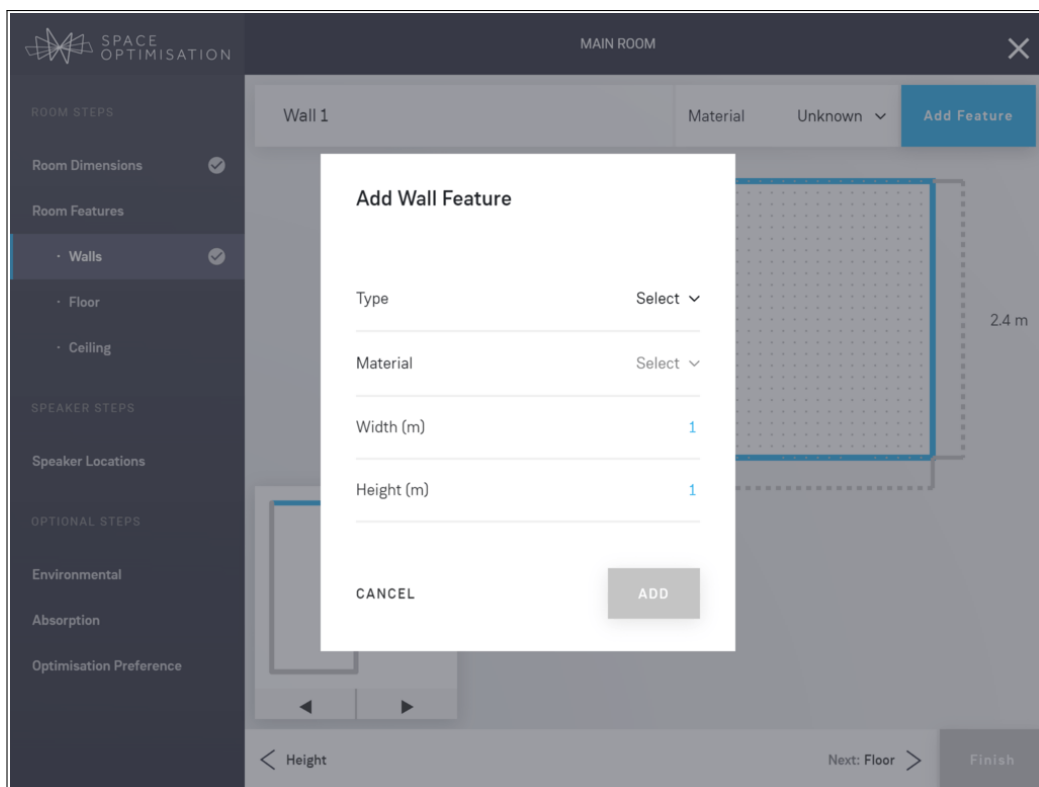 SPACE
OPTIMISATION
MAIN ROOM
ROOM STEPS
Room Dimensions
Room Features
· Walls
· Floor
· Ceiling
SPEAKER STEPS
Speaker Locations
OPTIONAL STEPS
Environmental
Absorption
Optimisation Preference
Wall 1
Material Unknown
Add Feature
Add Wall Feature
Type Select
Material Select
Width (m) 1
Height (m) 1
CANCEL ADD
2.4 m
Height
Next: Floor
Finish